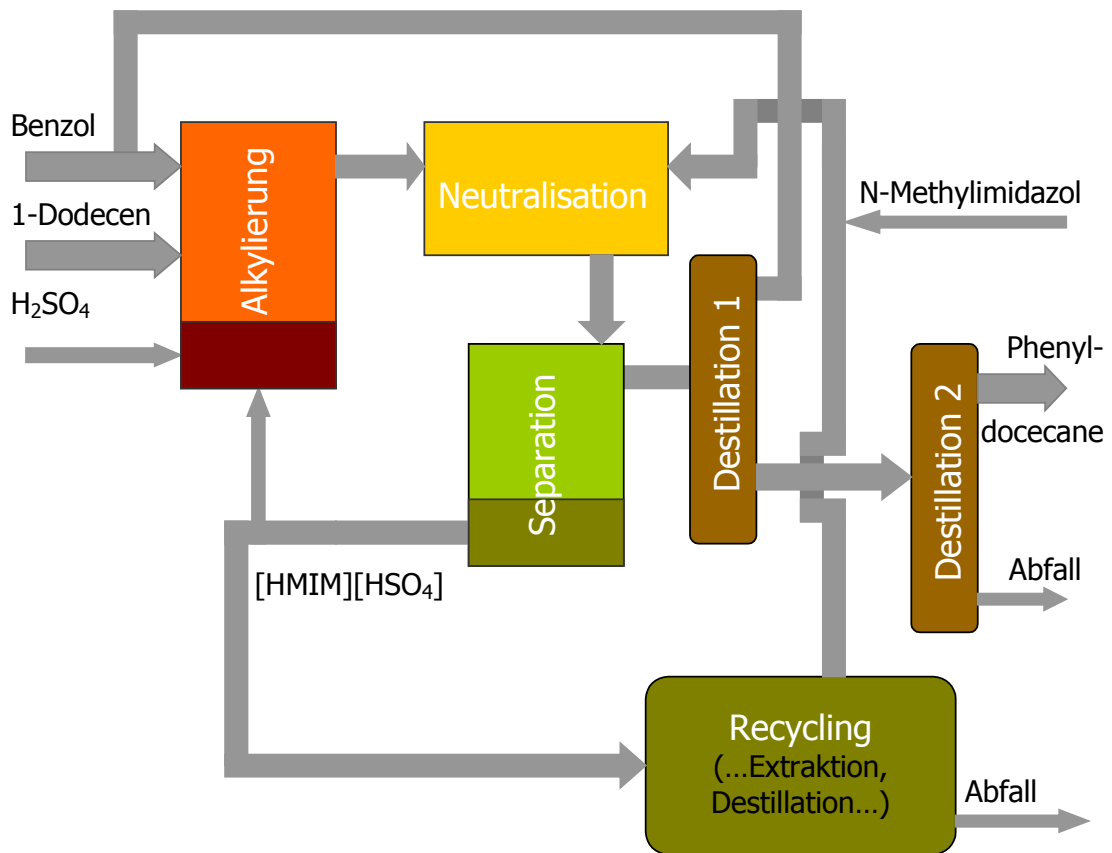 Benzol
1-Dodecen
H₂SO₄
Alkylierung
Neutralisation
N-Methylimidazol
Separation
Destillation 1
Destillation 2
Phenyl-
docecane
Abfall
[HMIM][HSO₄]
Recycling
(...Extraktion,
Destillation...)
Abfall